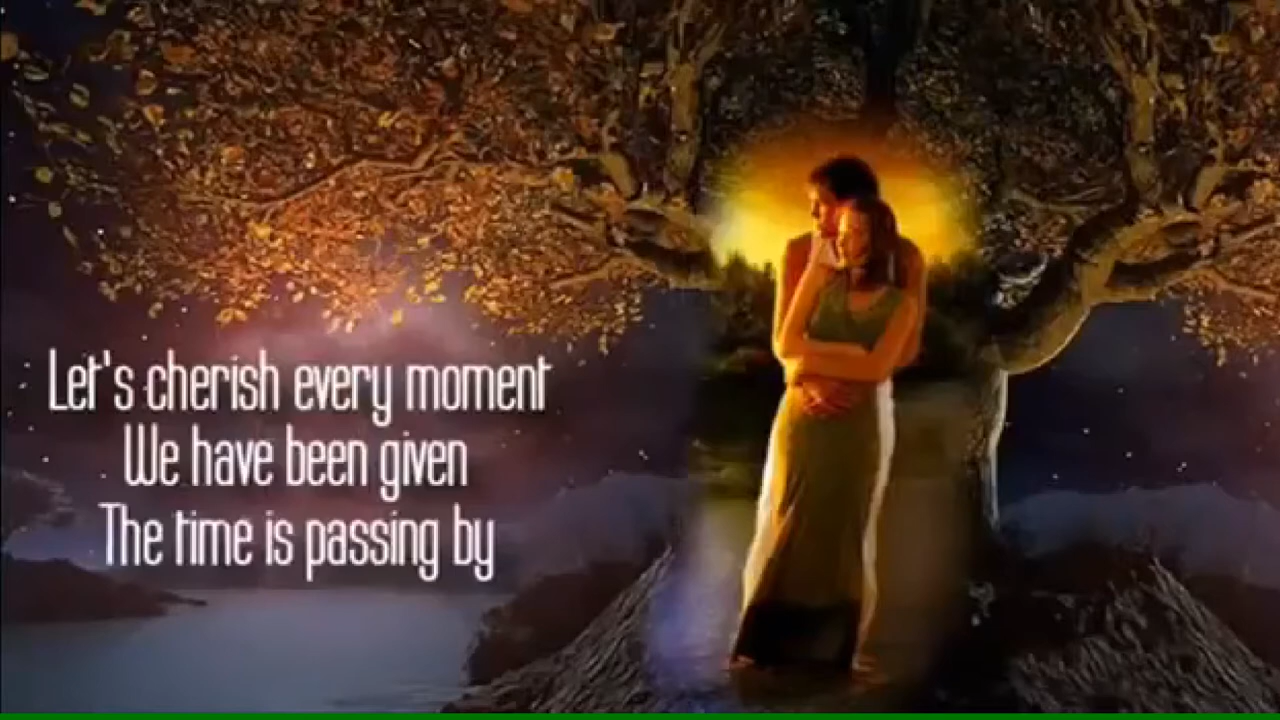 Let's cherish every moment
We have been given
The time is passing by